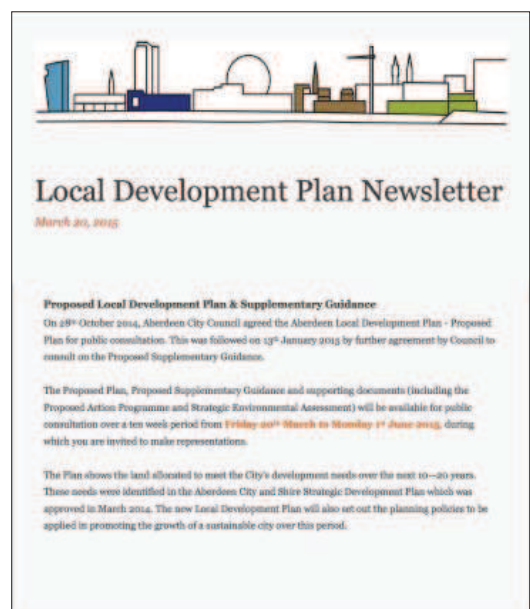 Local Development Plan Newsletter
March 20, 2015
Proposed Local Development Plan & Supplementary Guidance
On 28th October 2014, Aberdeen City Council agreed the Aberdeen Local Development Plan - Proposed
Plan for public consultation. This was followed on 13th January 2015 by further agreement by Council to
consult on the Proposed Supplementary Guidance.
The Proposed Plan, Proposed Supplementary Guidance and supporting documents (including the
Proposed Action Programme and Strategic Environmental Assessment) will be available for public
consultation over a ten week period from Friday 20th March to Monday 1st June 2015, during
which you are invited to make representations.
The Plan shows the land allocated to meet the City's development needs over the next 10—20 years.
These needs were identified in the Aberdeen City and Shire Strategic Development Plan which was
approved in March 2014. The new Local Development Plan will also set out the planning policies to be
applied in promoting the growth of a sustainable city over this period.